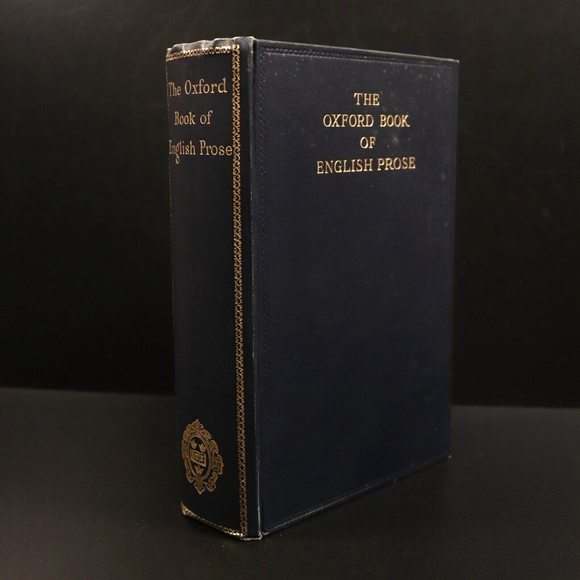 The Oxford
Book of
English Prose
THE
OXFORD BOOK
OF
ENGLISH PROSE